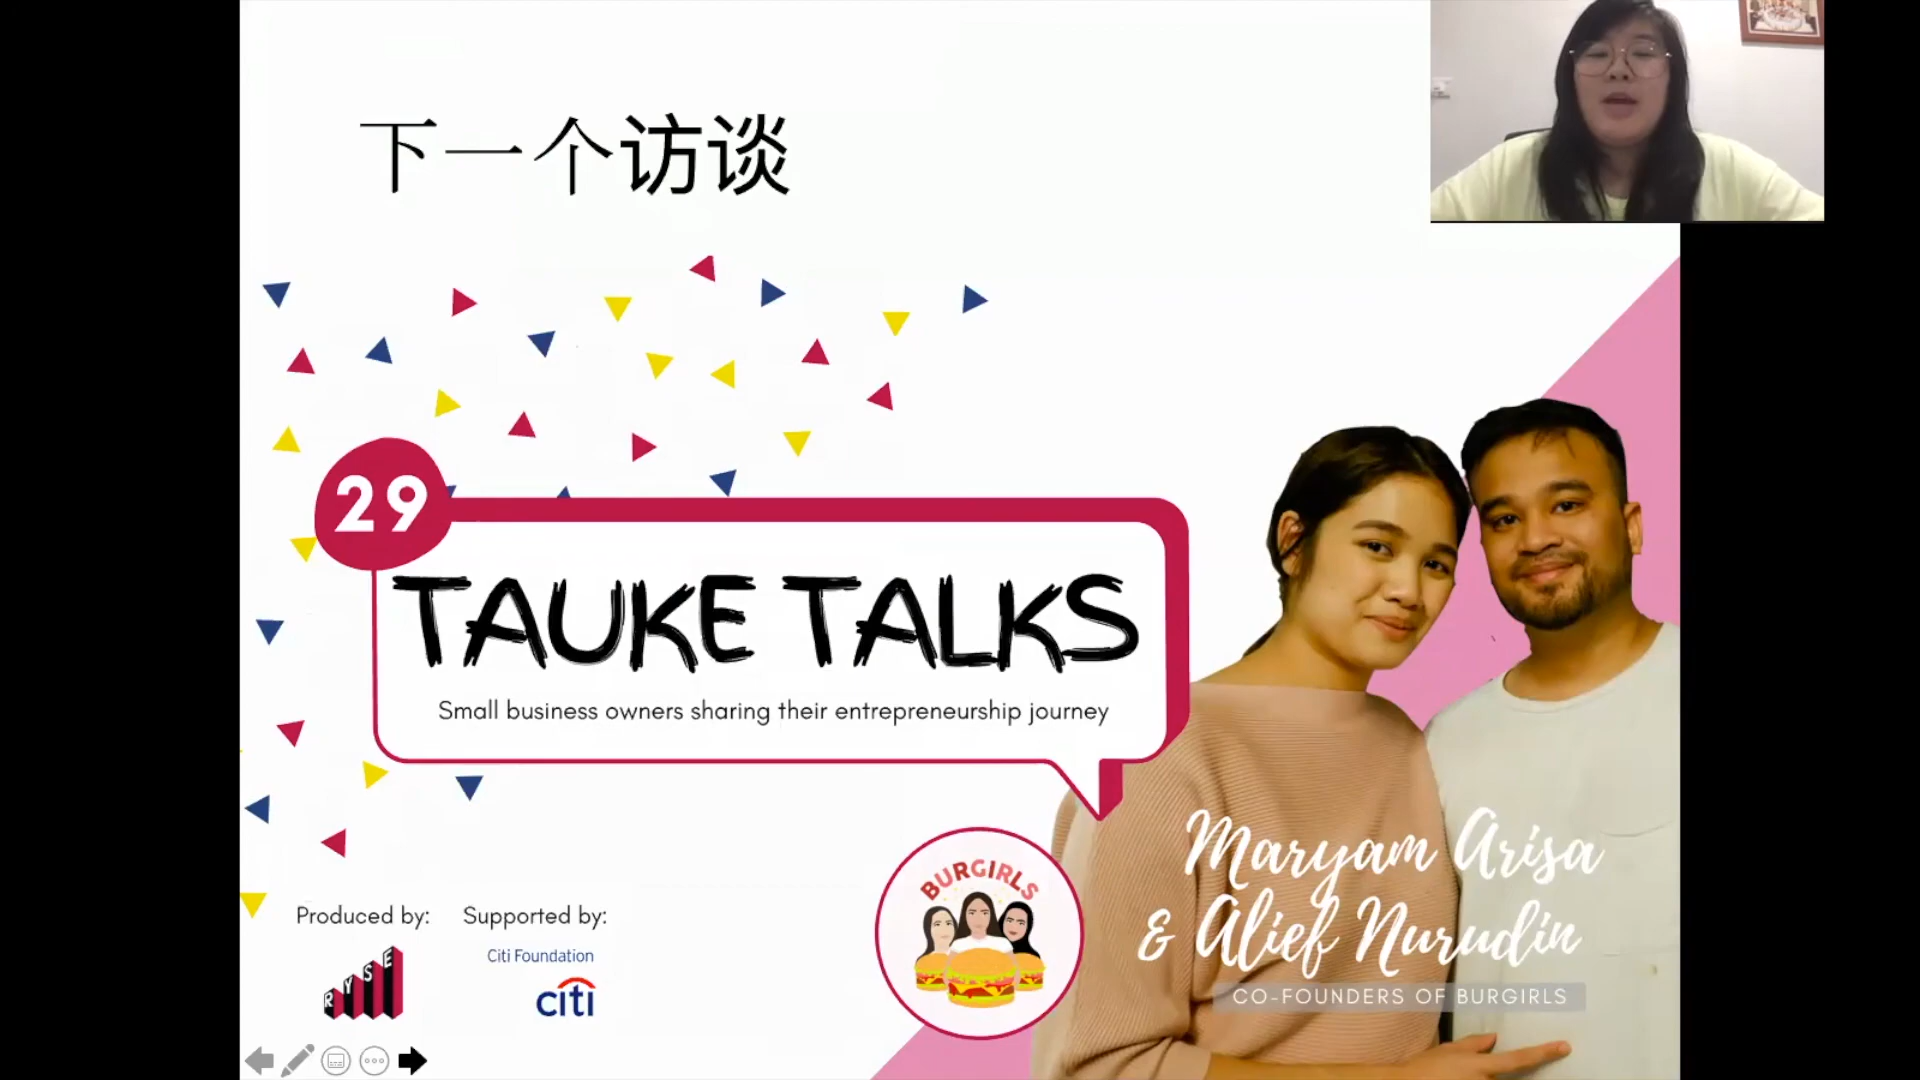 下一个访谈
29
TAUKE TALKS
Small business owners sharing their entrepreneurship journey
Maryam Arisa
& Alief Nurudin
CO-FOUNDERS OF BURGIRLS
BURGIRLS
Produced by:
RYSE
Supported by:
Citi Foundation
citi